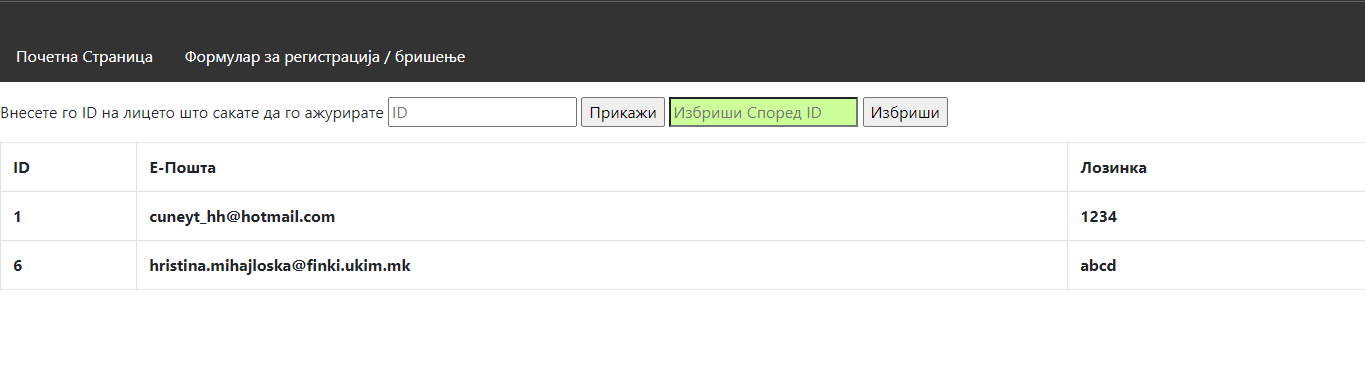 Почетна Страница Формулар за регистрација / бришење
Внесете го ID на лицето што сакате да го ажурирате ID Прикажи Избриши Според ID Избриши
ID Е-Пошта Лозинка
1 cuneyt_hh@hotmail.com 1234
6 hristina.mihajloska@finki.ukim.mk abcd